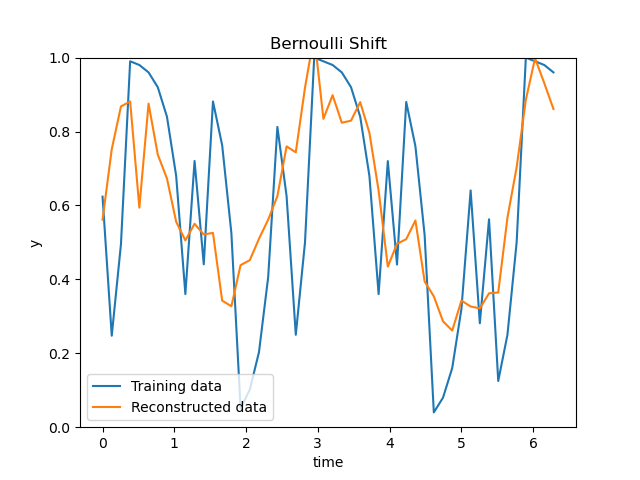 Bernoulli Shift
1.0
0.8
0.6
0.4
0.2
0.0
y
Training data
Reconstructed data
0 1 2 3 4 5 6
time